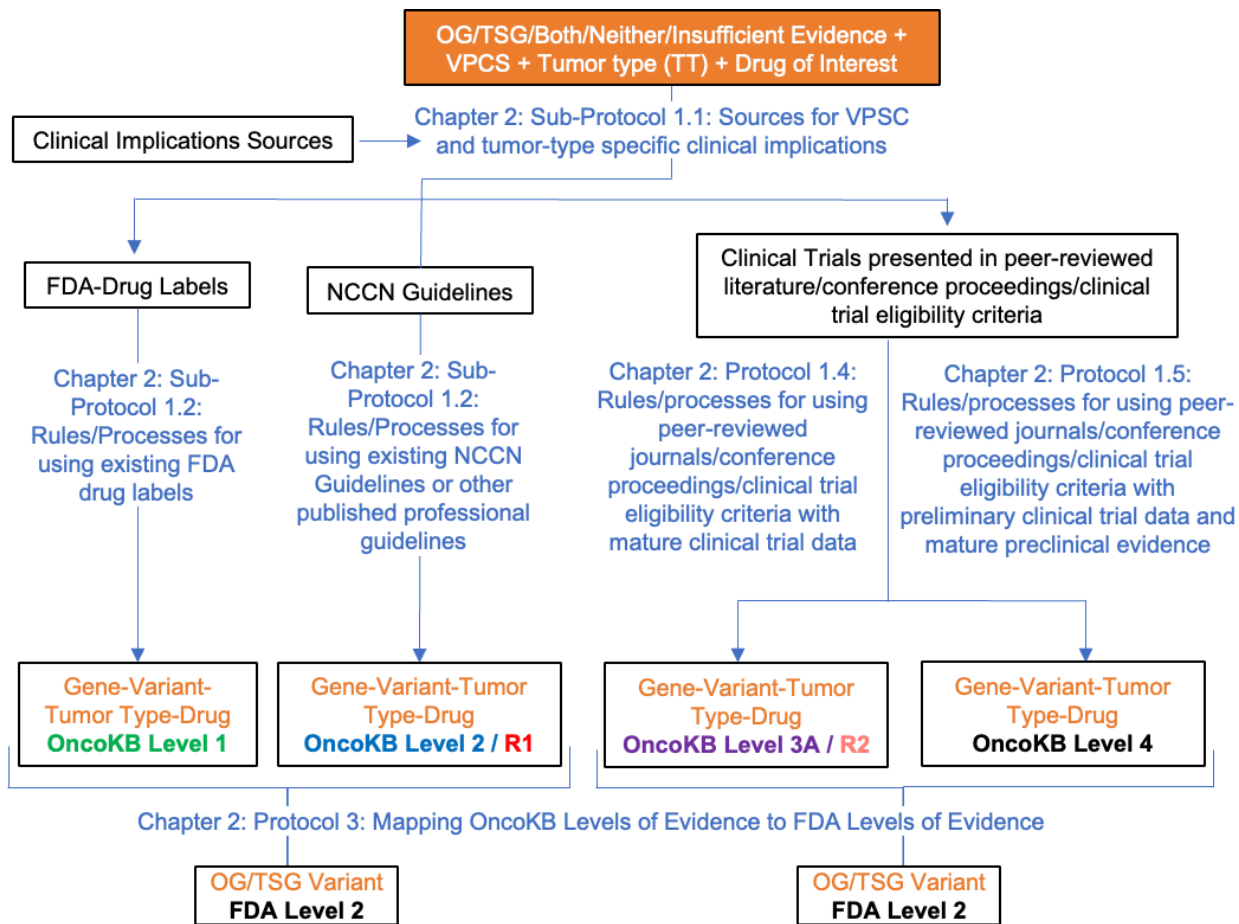 OG/TSG/Both/Neither/Insufficient Evidence +
VPCS + Tumor type (TT) + Drug of Interest
Clinical Implications Sources
Chapter 2: Sub-Protocol 1.1: Sources for VPSC
and tumor-type specific clinical implications
FDA-Drug Labels
NCCN Guidelines
Clinical Trials presented in peer-reviewed
literature/conference proceedings/clinical
trial eligibility criteria
Chapter 2: Sub-
Protocol 1.2:
Rules/Processes for
using existing FDA
drug labels
Chapter 2: Sub-
Protocol 1.2:
Rules/Processes for
using existing NCCN
Guidelines or other
published professional
guidelines
Chapter 2: Protocol 1.4:
Rules/processes for using
peer-reviewed
journals/conference
proceedings/clinical trial
eligibility criteria with
mature clinical trial data
Chapter 2: Protocol 1.5:
Rules/processes for using peer-
reviewed journals/conference
proceedings/clinical trial
eligibility criteria with
preliminary clinical trial data and
mature preclinical evidence
Gene-Variant-
Tumor Type-Drug
OncoKB Level 1
Gene-Variant-Tumor
Type-Drug
OncoKB Level 2 / R1
Gene-Variant-Tumor
Type-Drug
OncoKB Level 3A / R2
Gene-Variant-Tumor
Type-Drug
OncoKB Level 4
Chapter 2: Protocol 3: Mapping OncoKB Levels of Evidence to FDA Levels of Evidence
OG/TSG Variant
FDA Level 2
OG/TSG Variant
FDA Level 2